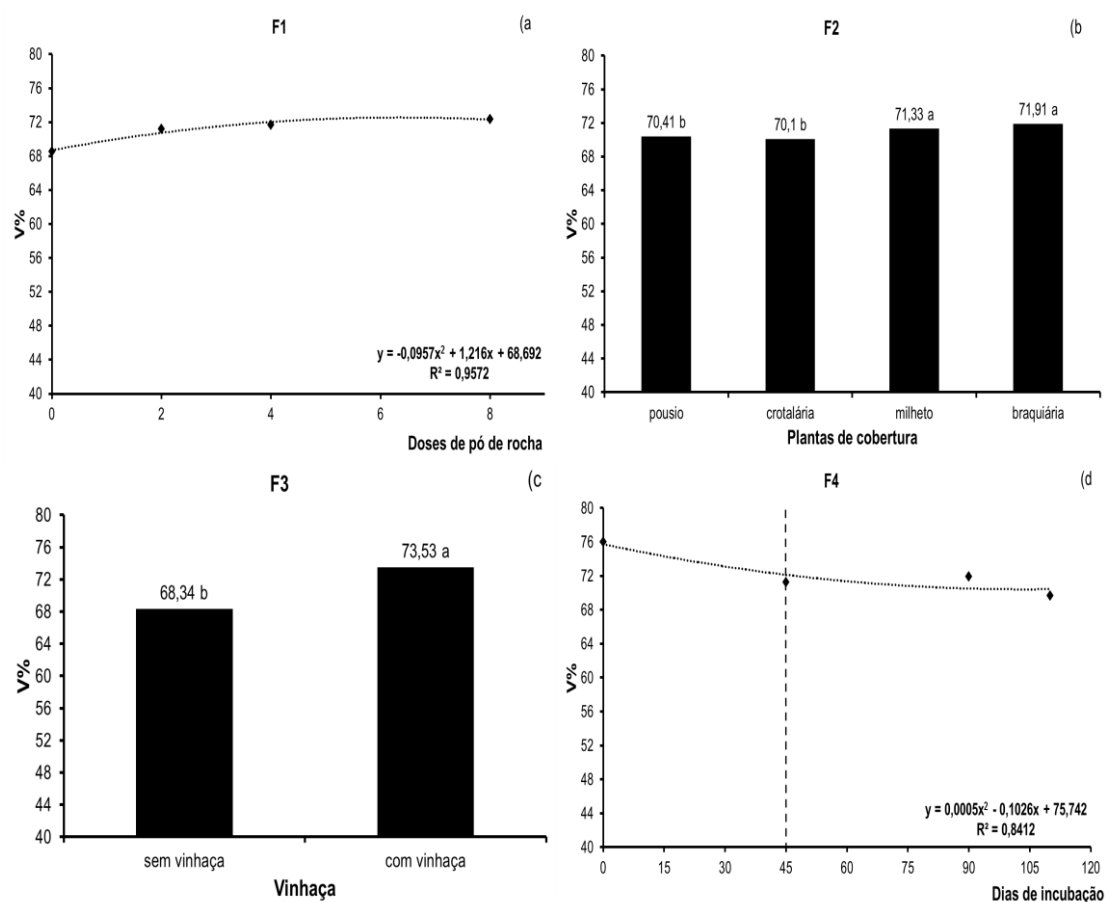 F1
(a
80
76
72
68
64
60
56
52
48
44
40
V%
y = -0,0957x² + 1,216x + 68,692
R² = 0,9572
0 2 4 6 8
Doses de pó de rocha
F2
(b
80
76
72
68
64
60
56
52
48
44
40
V%
70,41 b
70,1 b
71,33 a
71,91 a
pousio crotalária milheto braquiária
Plantas de cobertura
F3
(c
80
76
72
68
64
60
56
52
48
44
40
V%
68,34 b
73,53 a
sem vinhaça com vinhaça
Vinhaça
F4
(d
80
76
72
68
64
60
56
52
48
44
40
V%
y = 0,0005x² - 0,1026x + 75,742
R² = 0,8412
0 15 30 45 60 75 90 105 120
Dias de incubação